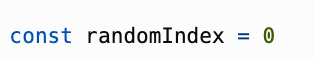 const randomIndex = 0